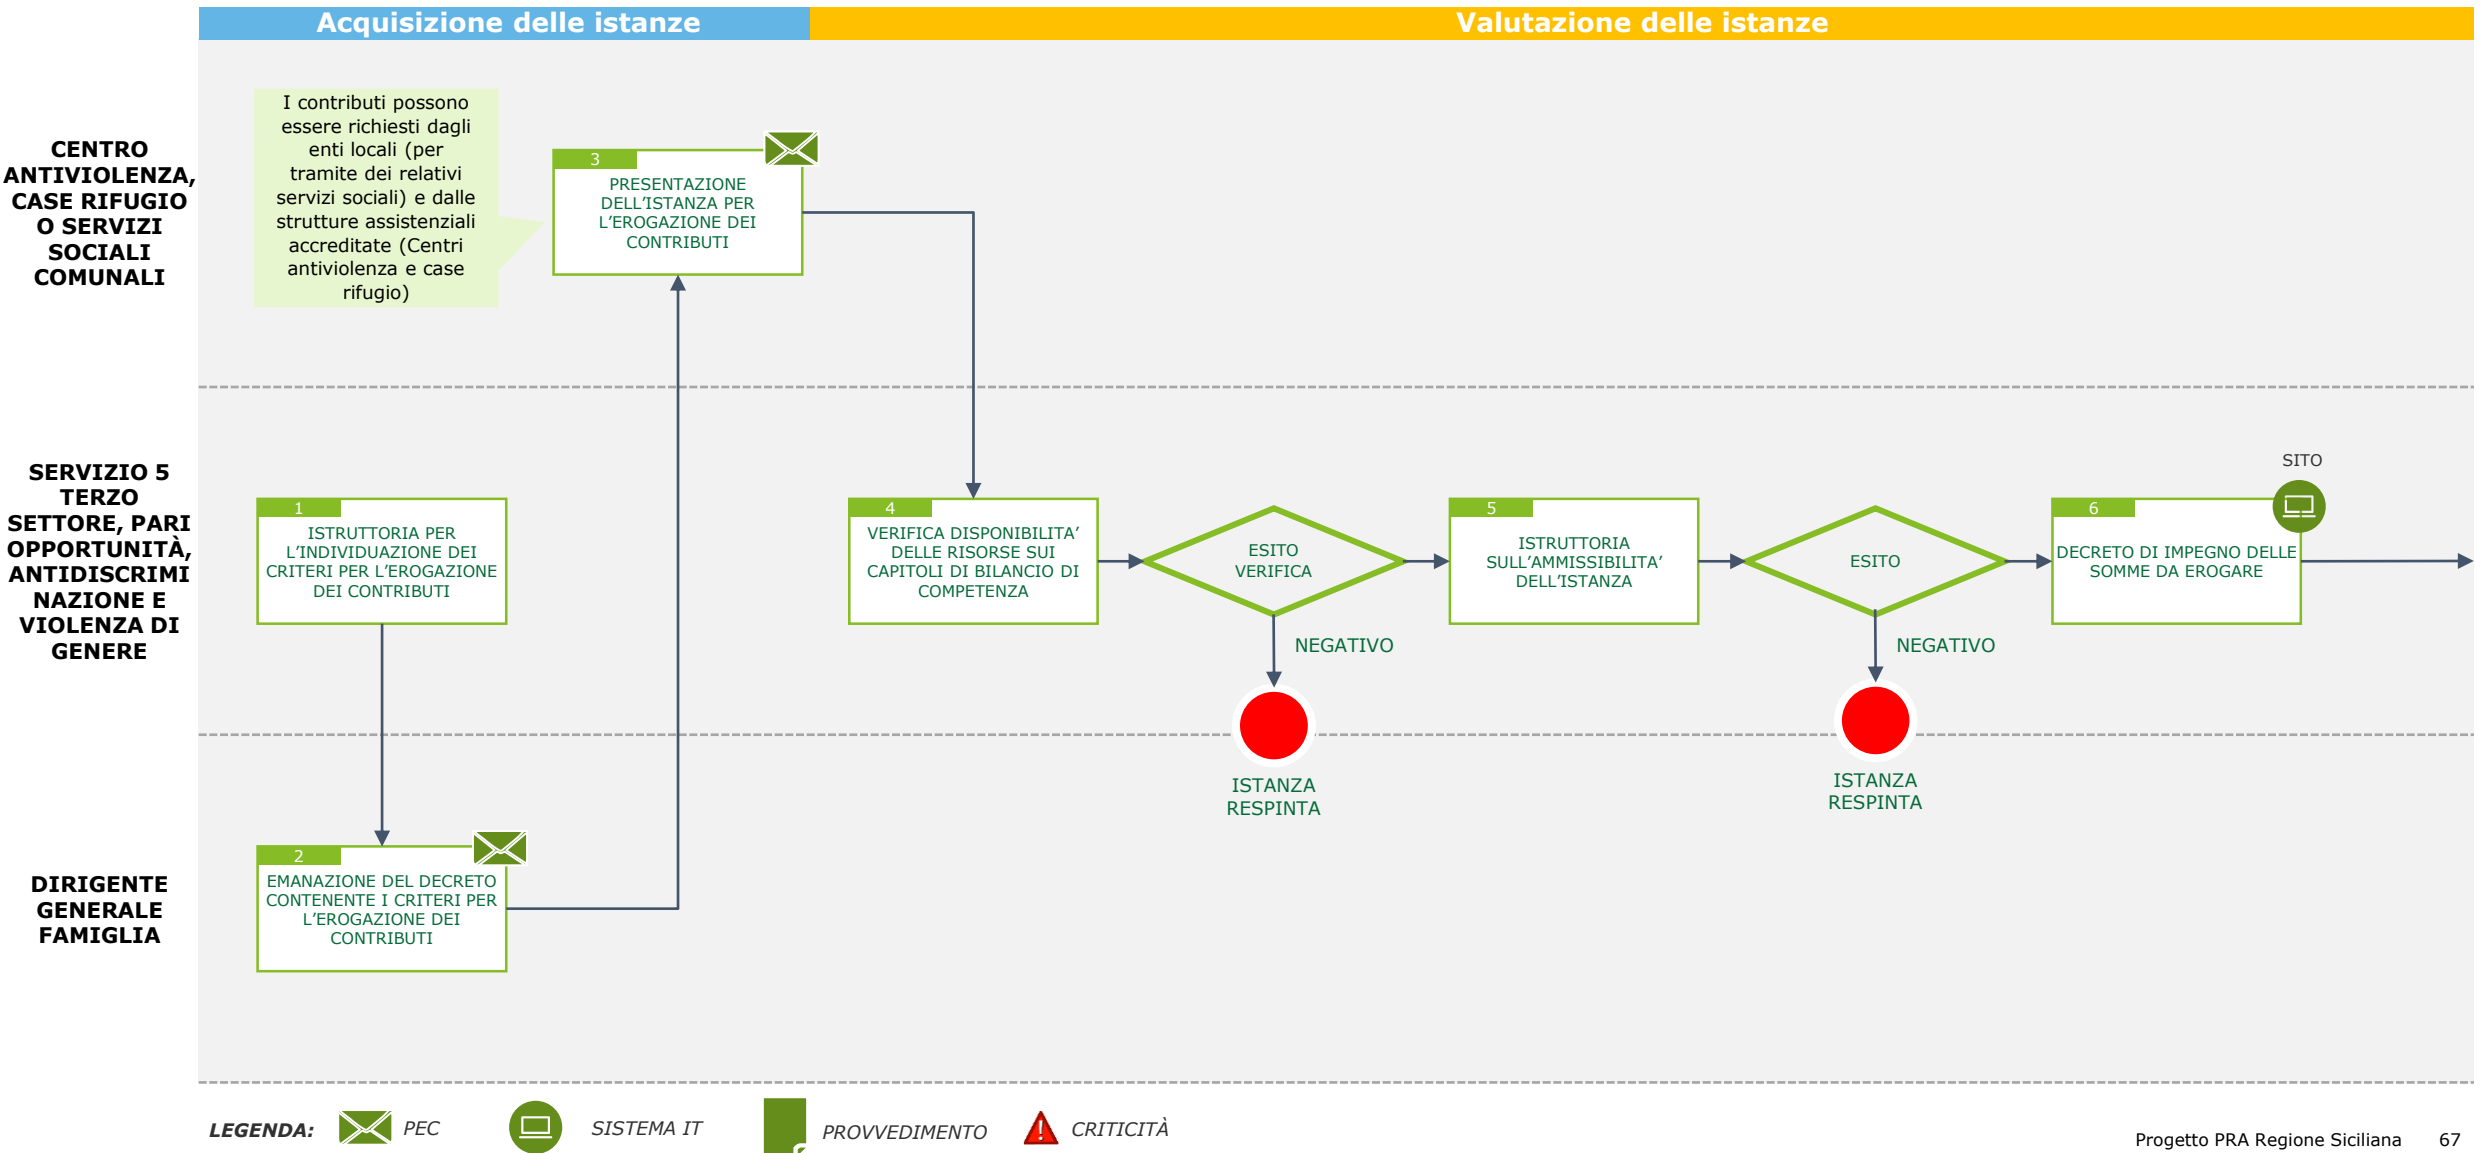 Acquisizione delle istanze
Valutazione delle istanze
CENTRO
ANTIVIOLENZA,
CASE RIFUGIO
O SERVIZI
SOCIALI
COMUNALI
I contributi possono
essere richiesti dagli
enti locali (per
tramite dei relativi
servizi sociali) e dalle
strutture assistenziali
accreditate (Centri
antiviolenza e case
rifugio)
3
PRESENTAZIONE
DELL'ISTANZA PER
L'EROGAZIONE DEI
CONTRIBUTI
SERVIZIO 5
TERZO
SETTORE, PARI
OPPORTUNITÀ,
ANTIDISCRIMI
NAZIONE E
VIOLENZA DI
GENERE
1
ISTRUTTORIA PER
L'INDIVIDUAZIONE DEI
CRITERI PER L'EROGAZIONE
DEI CONTRIBUTI
4
VERIFICA DISPONIBILITA'
DELLE RISORSE SUI
CAPITOLI DI BILANCIO DI
COMPETENZA
ESITO
VERIFICA
NEGATIVO
ISTANZA
RESPINTA
5
ISTRUTTORIA
SULL'AMMISSIBILITA'
DELL'ISTANZA
ESITO
NEGATIVO
ISTANZA
RESPINTA
SITO
6
DECRETO DI IMPEGNO DELLE
SOMME DA EROGARE
DIRIGENTE
GENERALE
FAMIGLIA
2
EMANAZIONE DEL DECRETO
CONTENENTE I CRITERI PER
L'EROGAZIONE DEI
CONTRIBUTI
LEGENDA:
PEC
SISTEMA IT
PROVVEDIMENTO
CRITICITÀ
Progetto PRA Regione Siciliana 67